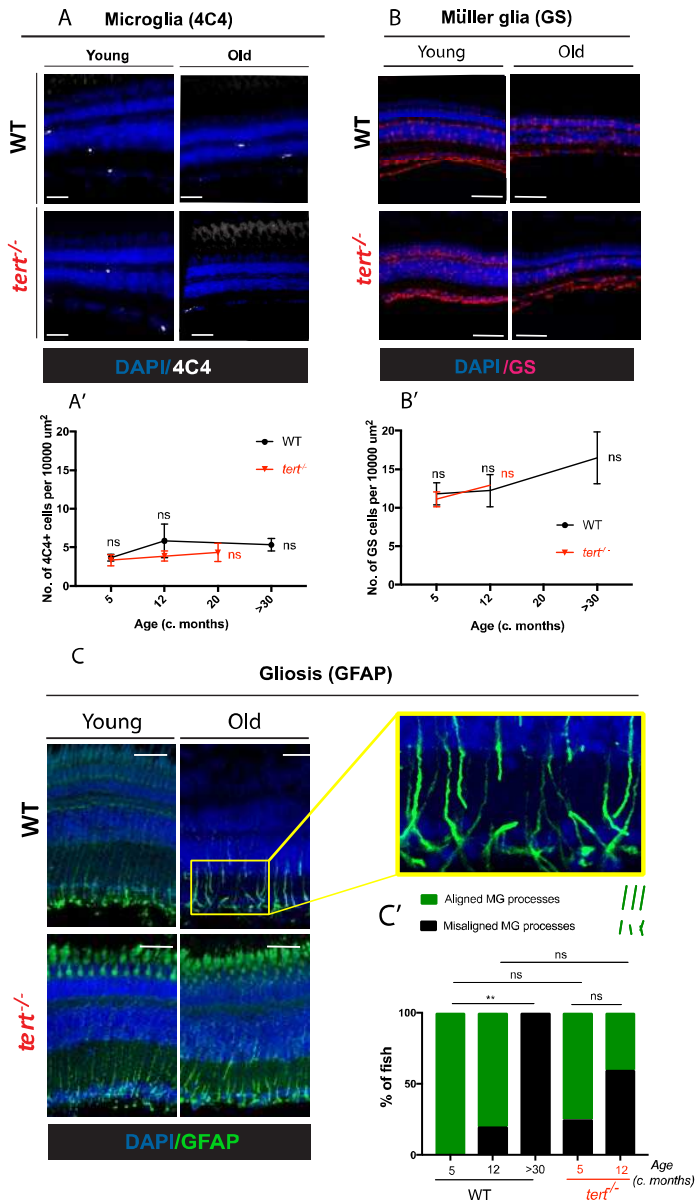 A
Microglia (4C4)
Young
Old
WT
tert-/-
DAPI/4C4
B
Müller glia (GS)
Young
Old
WT
tert-/-
DAPI/GS
A'
No. of 4C4+ cells per 10000 um²
20
15
10
5
0
5
12
20
>30
Age (c. months)
WT
tert-/-
ns
ns
ns
ns
B'
No. of GS cells per 10000 um²
20
15
10
5
0
5
12
20
>30
Age (c. months)
WT
tert-/-
ns
ns
ns
ns
C
Gliosis (GFAP)
Young
Old
WT
tert-/-
DAPI/GFAP
Aligned MG processes
Misaligned MG processes
C'
ns
ns
**
ns
% of fish
100
50
0
5
12
>30
5
12
Age
(c. months)
WT
tert-/-